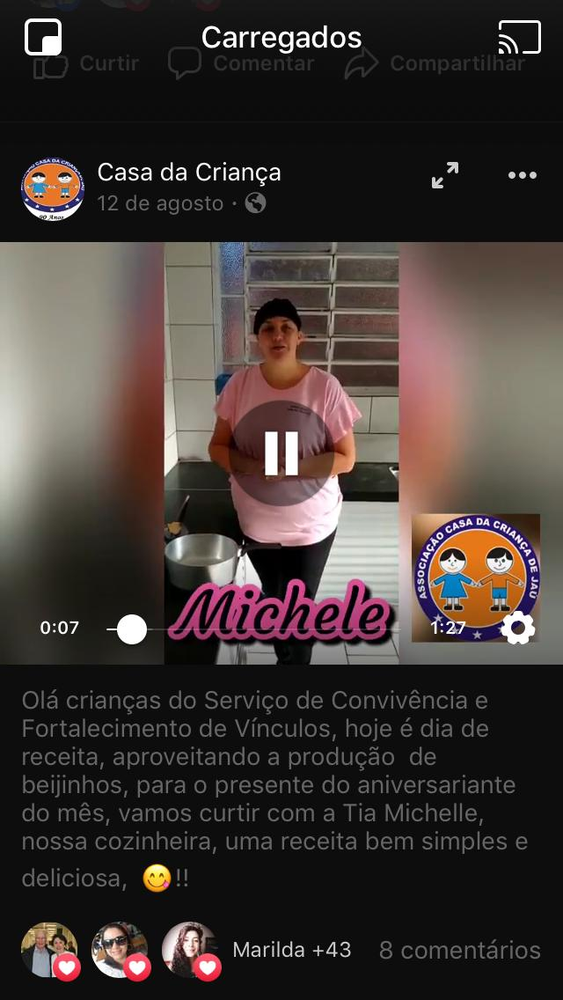 Carregados
Curtir
Comentar
Compartilhar
Casa da Criança
12 de agosto ·
90 Anos
ASSOCIAÇÃO CASA DA CRIANÇA DE JAÚ
Michele
0:07
1:27
Olá crianças do Serviço de Convivência e
Fortalecimento de Vínculos, hoje é dia de
receita, aproveitando a produção de
beijinhos, para o presente do aniversariante
do mês, vamos curtir com a Tia Michelle,
nossa cozinheira, uma receita bem simples e
deliciosa, 😋!!
Marilda +43
8 comentários